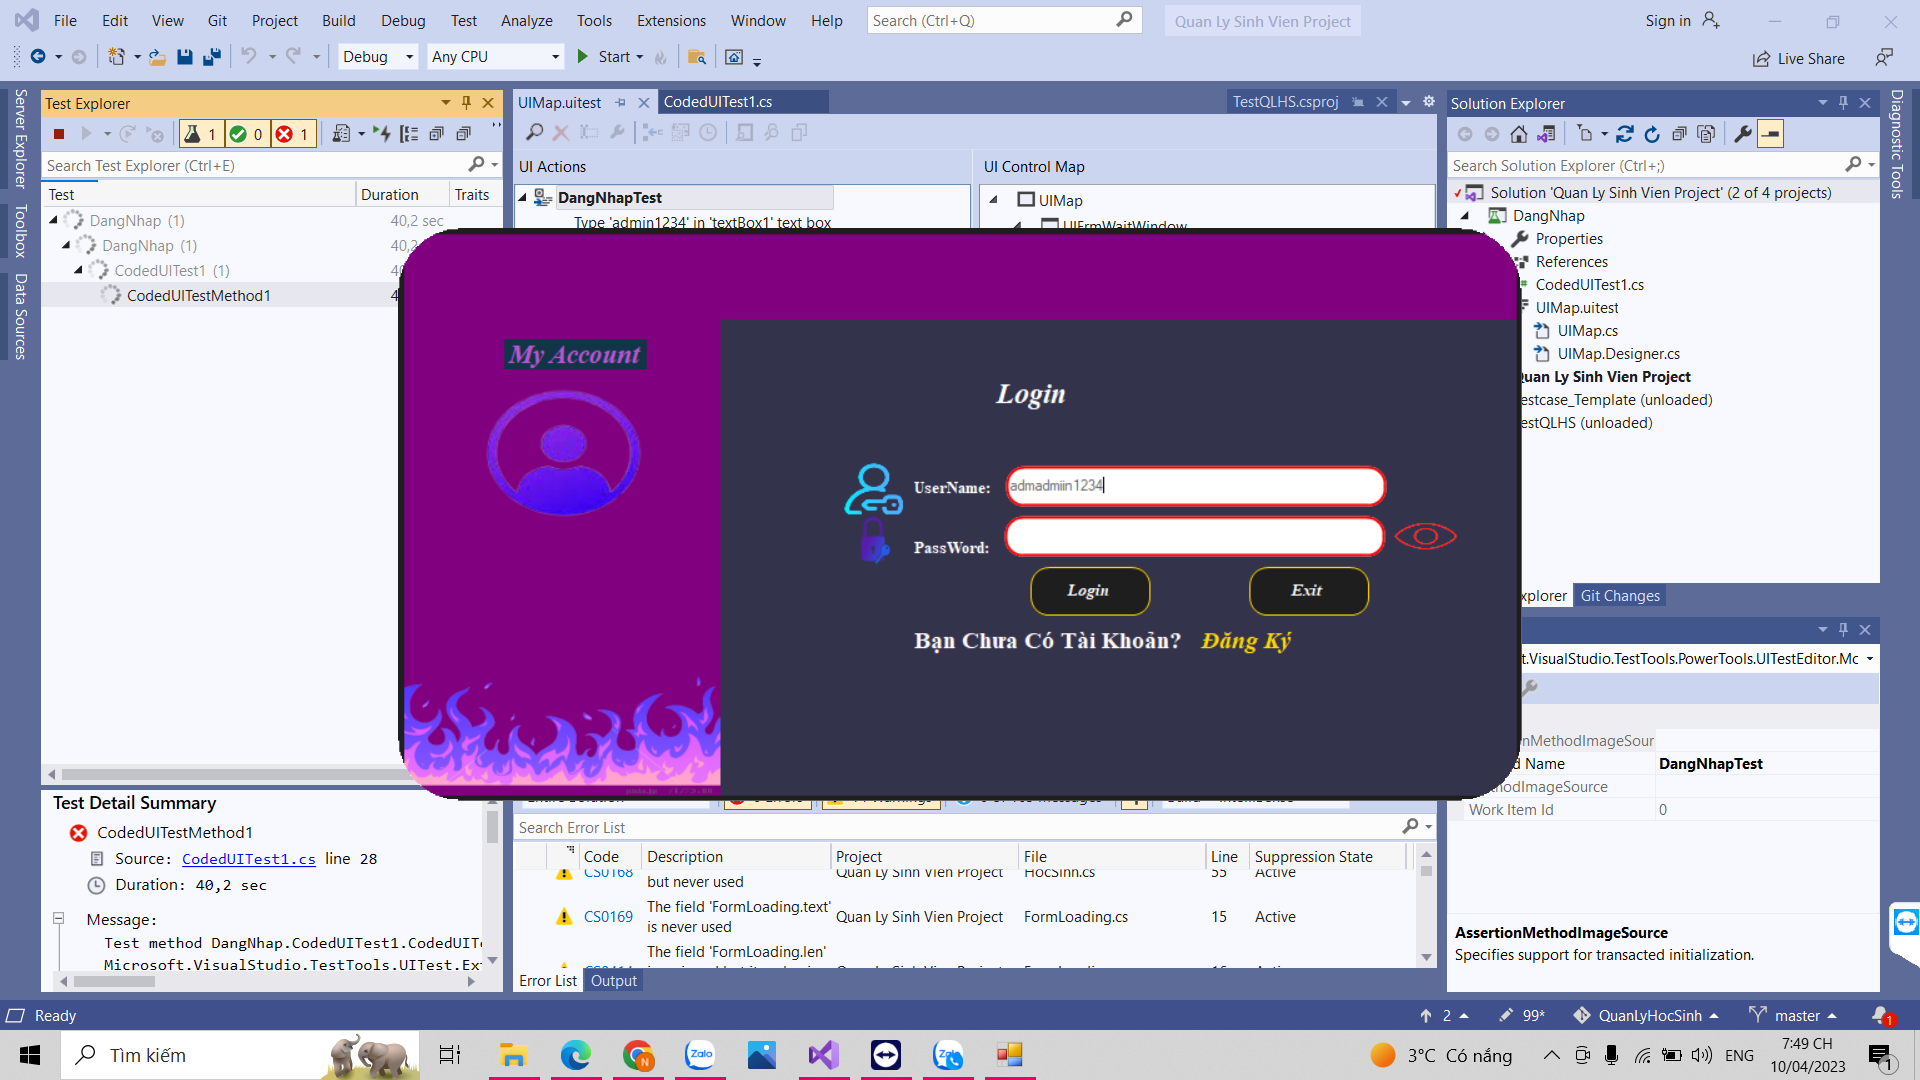 File Edit View Git Project Build Debug Test Analyze Tools Extensions Window Help Search (Ctrl+Q) Quan Ly Sinh Vien Project Sign in
Debug Any CPU Start Live Share
Server Explorer
Toolbox
Data Sources
Test Explorer
1 0 1
Search Test Explorer (Ctrl+E)
Test Duration Traits
DangNhap (1) 40,2 sec
DangNhap (1) 40,2
CodedUITest1 (1)
CodedUITestMethod1
UIMap.uitest CodedUITest1.cs TestQLHS.csproj
UI Actions
DangNhapTest
Type 'admin1234' in 'textBox1' text box
UI Control Map
UIMap
UIFrmWaitWindow
My Account
Login
UserName: admadmiin1234
PassWord:
Login Exit
Bạn Chưa Có Tài Khoản? Đăng Ký
Solution Explorer
Search Solution Explorer (Ctrl+;)
Solution 'Quan Ly Sinh Vien Project' (2 of 4 projects)
DangNhap
Properties
References
CodedUITest1.cs
UIMap.uitest
UIMap.cs
UIMap.Designer.cs
uan Ly Sinh Vien Project
estcase_Template (unloaded)
estQLHS (unloaded)
xplorer Git Changes
t.VisualStudio.TestTools.PowerTools.UITestEditor.Mc
nMethodImageSour
d Name DangNhapTest
hodImageSource
Work Item Id 0
AssertionMethodImageSource
Specifies support for transacted initialization.
Diagnostic Tools
Test Detail Summary
CodedUITestMethod1
Source: CodedUITest1.cs line 28
Duration: 40,2 sec
Message:
Test method DangNhap.CodedUITest1.CodedUITe
Microsoft.VisualStudio.TestTools.UITest.Ext
Search Error List
Code Description Project File Line Suppression State
CS0168 but never used Quan Ly Sinh Vien Project HocSinh.cs 55 Active
CS0169 The field 'FormLoading.text' is never used Quan Ly Sinh Vien Project FormLoading.cs 15 Active
The field 'FormLoading.len'
Error List Output
Ready 2 99* QuanLyHocSinh master 1
Tìm kiếm 3°C Có nắng ENG 7:49 CH
10/04/2023 1